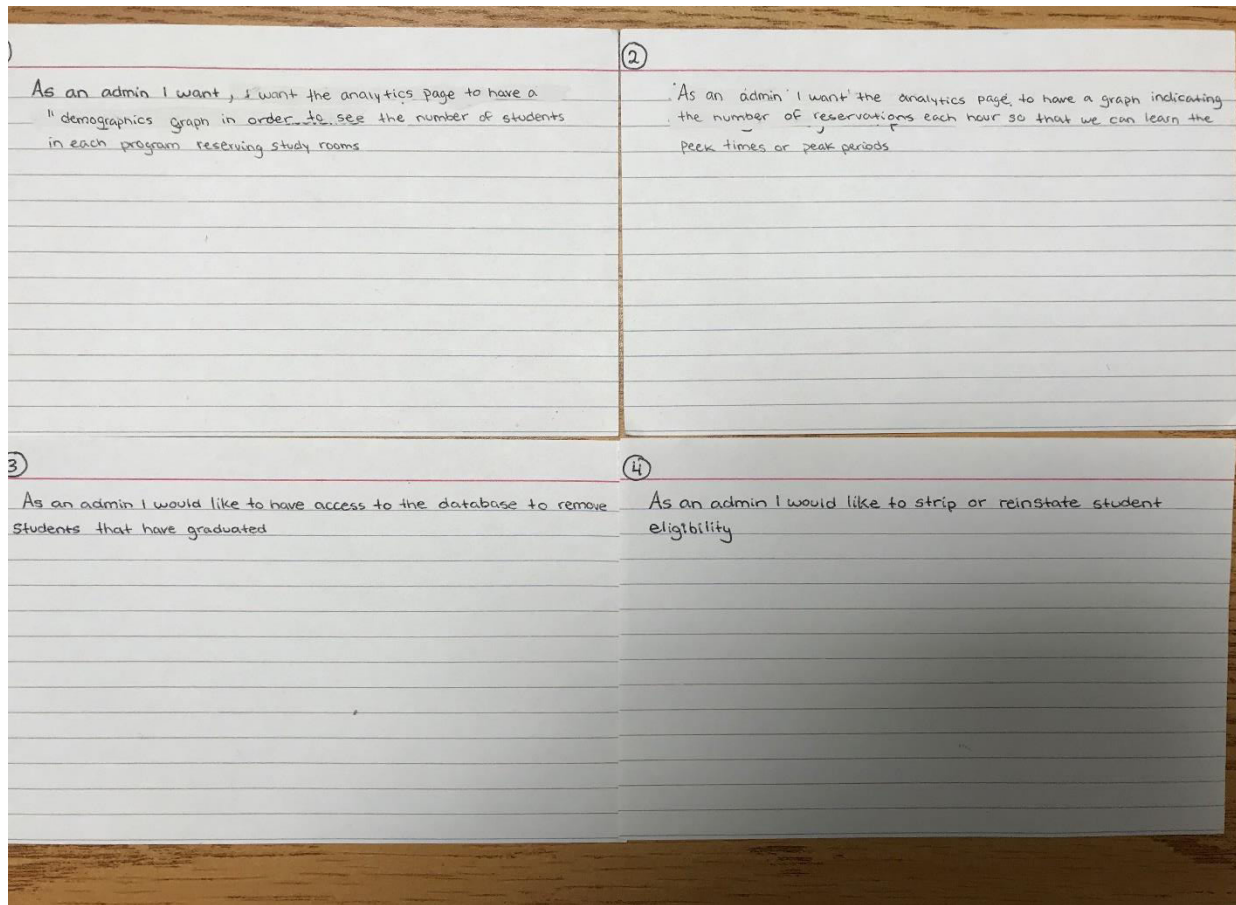 )
As an admin I want, I want the analytics page to have a
" demographics graph in order to see the number of students
in each program reserving study rooms
2
As an admin I want the analytics page, to have a graph indicating
the number of reservations each hour so that we can learn the
peek times or peak periods
3
As an admin I would like to have access to the database to remove
students that have graduated
4
As an admin I would like to strip or reinstate student
eligibility